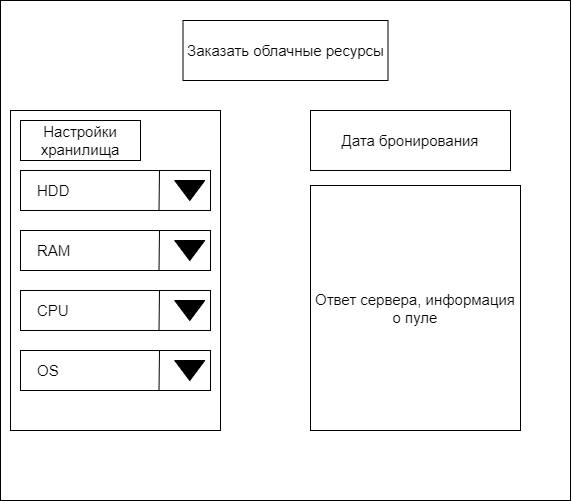 Заказать облачные ресурсы
Настройки
хранилища
HDD
RAM
CPU
OS
Дата бронирования
Ответ сервера, информация
о пуле